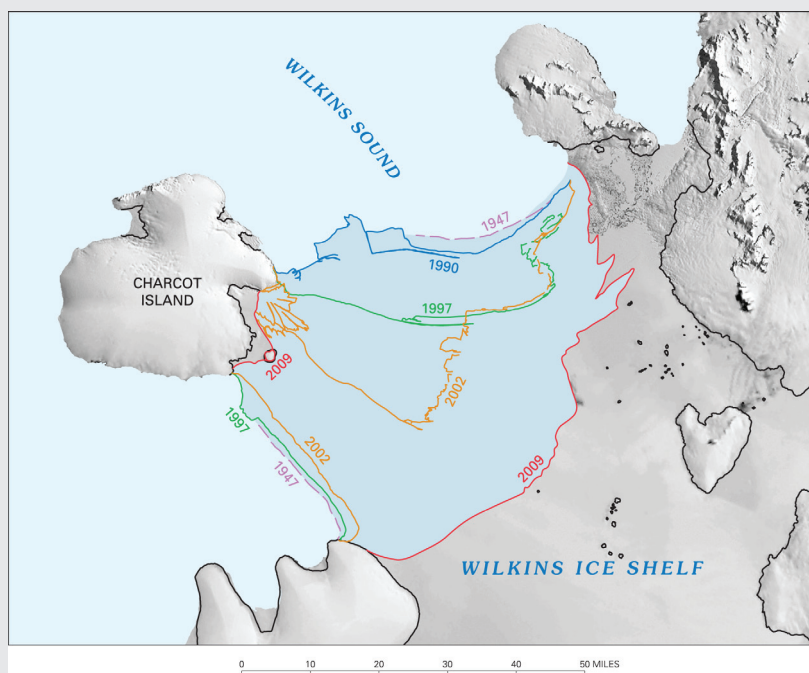 WILKINS SOUND
1947
1990
CHARCOT
ISLAND
1997
2009
2002
1997
2002
1947
2009
WILKINS ICE SHELF
0 10 20 30 40 50 MILES